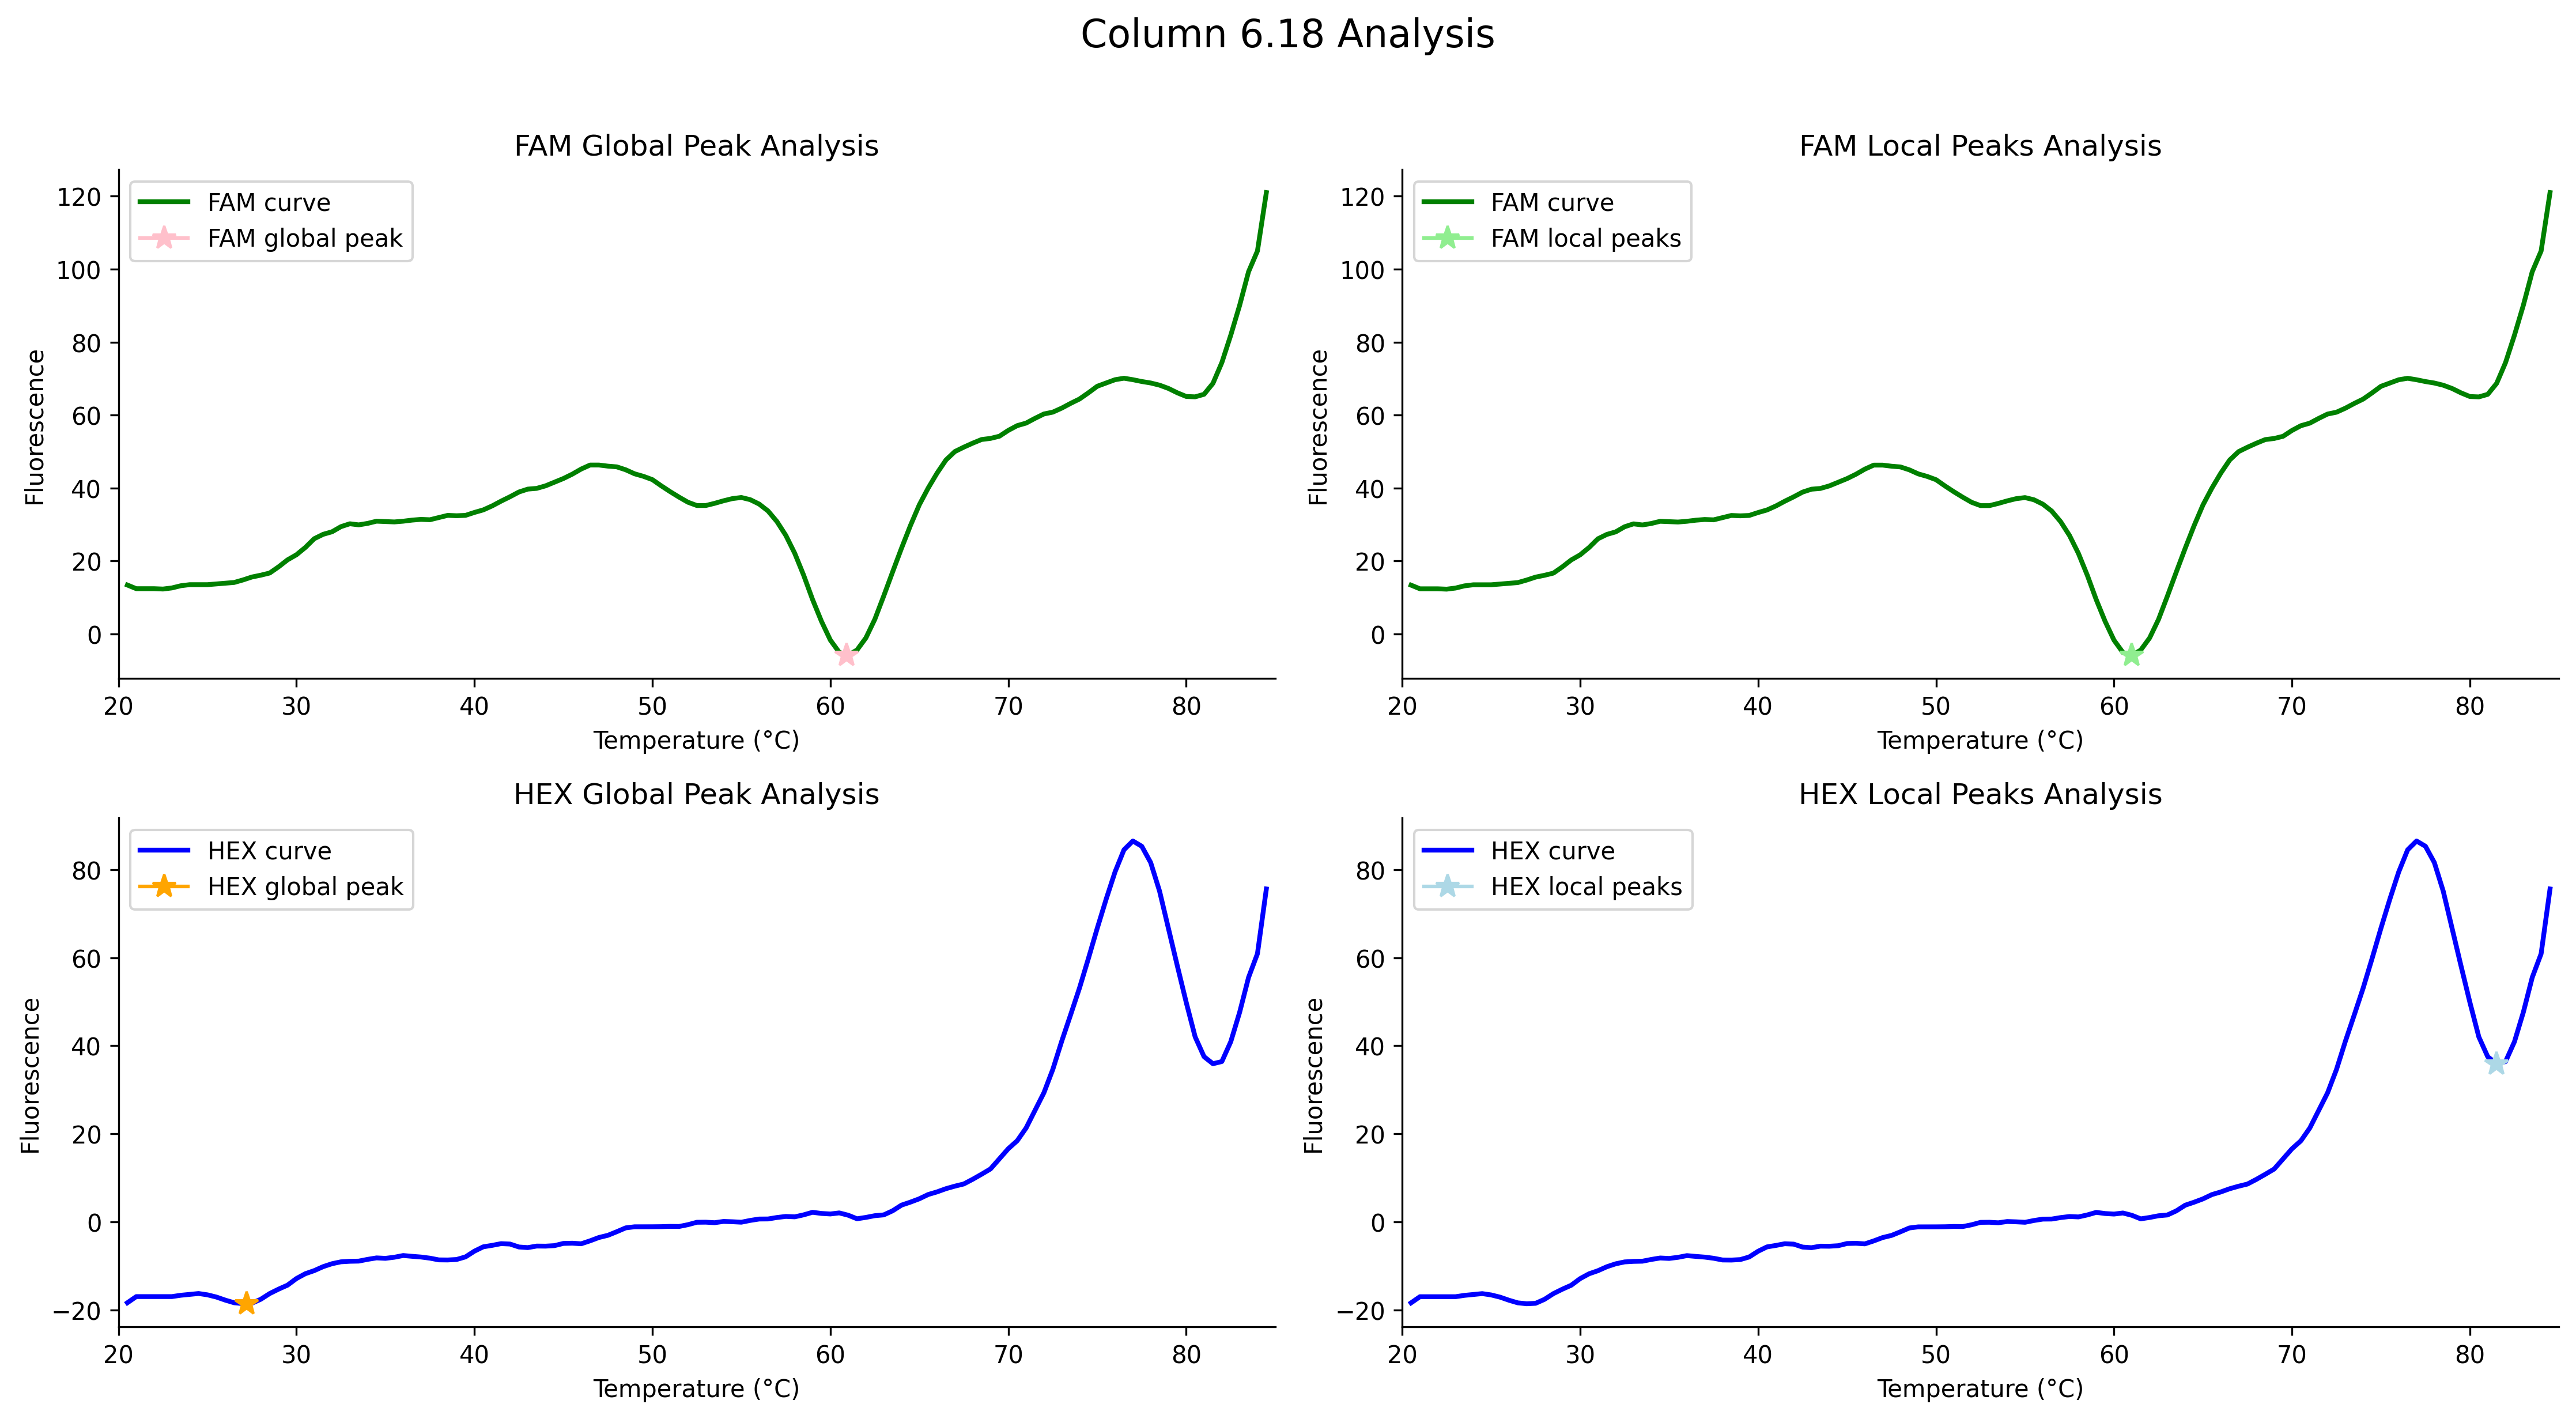 Column 6.18 Analysis
FAM Global Peak Analysis
FAM curve
FAM global peak
120
100
80
60
40
20
0
Fluorescence
20 30 40 50 60 70 80
Temperature (°C)
FAM Local Peaks Analysis
FAM curve
FAM local peaks
120
100
80
60
40
20
0
Fluorescence
20 30 40 50 60 70 80
Temperature (°C)
HEX Global Peak Analysis
HEX curve
HEX global peak
80
60
40
20
0
−20
Fluorescence
20 30 40 50 60 70 80
Temperature (°C)
HEX Local Peaks Analysis
HEX curve
HEX local peaks
80
60
40
20
0
−20
Fluorescence
20 30 40 50 60 70 80
Temperature (°C)